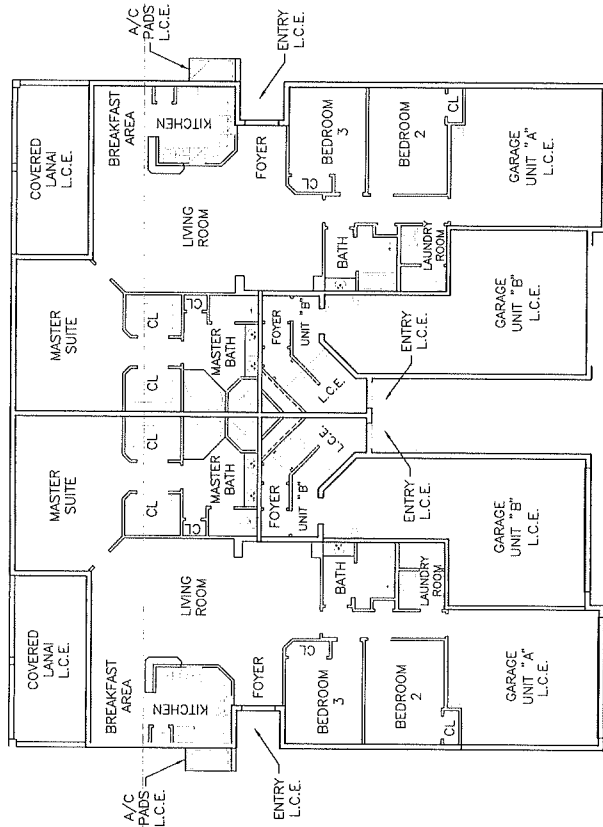 A/C
PADS
L.C.E.
ENTRY
L.C.E.
COVERED
LANAI
L.C.E.
BREAKFAST
AREA
KITCHEN
FOYER
CL
BEDROOM
3
BEDROOM
2
CL
GARAGE
UNIT "A"
L.C.E.
LIVING
ROOM
BATH
LAUNDRY
ROOM
MASTER
SUITE
CL
CL
MASTER
BATH
FOYER
UNIT "B"
L.C.E.
GARAGE
UNIT "B"
L.C.E.
CL
ENTRY
L.C.E.
CL
L.C.E.
ENTRY
L.C.E.
MASTER
SUITE
CL
CL
MASTER
BATH
FOYER
UNIT "B"
GARAGE
UNIT "B"
L.C.E.
LIVING
ROOM
BATH
LAUNDRY
ROOM
COVERED
LANAI
L.C.E.
BREAKFAST
AREA
KITCHEN
FOYER
CL
BEDROOM
3
BEDROOM
2
CL
GARAGE
UNIT "A"
L.C.E.
A/C
PADS
L.C.E.
ENTRY
L.C.E.